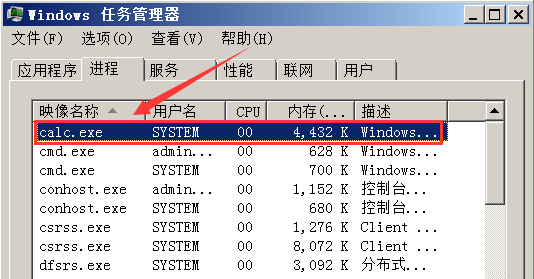 Windows 任务管理器
文件(F) 选项(O) 查看(V) 帮助(H)
应用程序 进程 服务 性能 联网 用户
映像名称 用户名 CPU 内存(... 描述
calc.exe SYSTEM 00 4,432 K Windows...
cmd.exe admin... 00 628 K Windows...
cmd.exe SYSTEM 00 700 K Windows...
conhost.exe admin... 00 1,152 K 控制台...
conhost.exe SYSTEM 00 680 K 控制台...
csrss.exe SYSTEM 00 1,276 K Client ...
csrss.exe SYSTEM 00 8,072 K Client ...
dfsrs.exe SYSTEM 00 3,092 K 分布式...